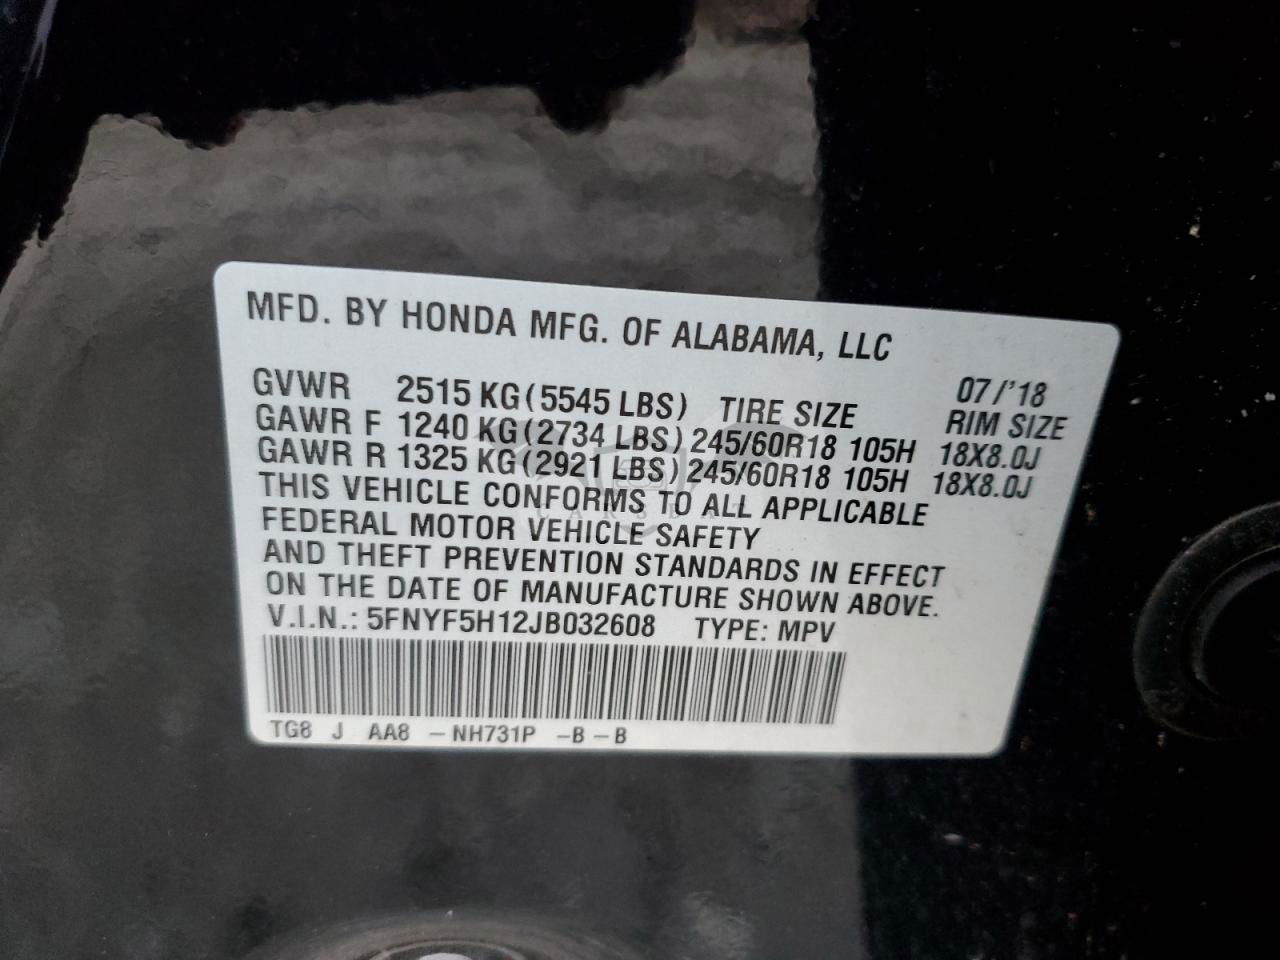 MFD. BY HONDA MFG. OF ALABAMA, LLC
07/'18
GVWR 2515 KG (5545 LBS) TIRE SIZE RIM SIZE
GAWR F 1240 KG (2734 LBS) 245/60R18 105H 18X8.0J
GAWR R 1325 KG (2921 LBS) 245/60R18 105H 18X8.0J
THIS VEHICLE CONFORMS TO ALL APPLICABLE
FEDERAL MOTOR VEHICLE SAFETY
AND THEFT PREVENTION STANDARDS IN EFFECT
ON THE DATE OF MANUFACTURE SHOWN ABOVE.
V.I.N.: 5FNYF5H12JB032608 TYPE: MPV
TG8 J AA8 - NH731P -B - B